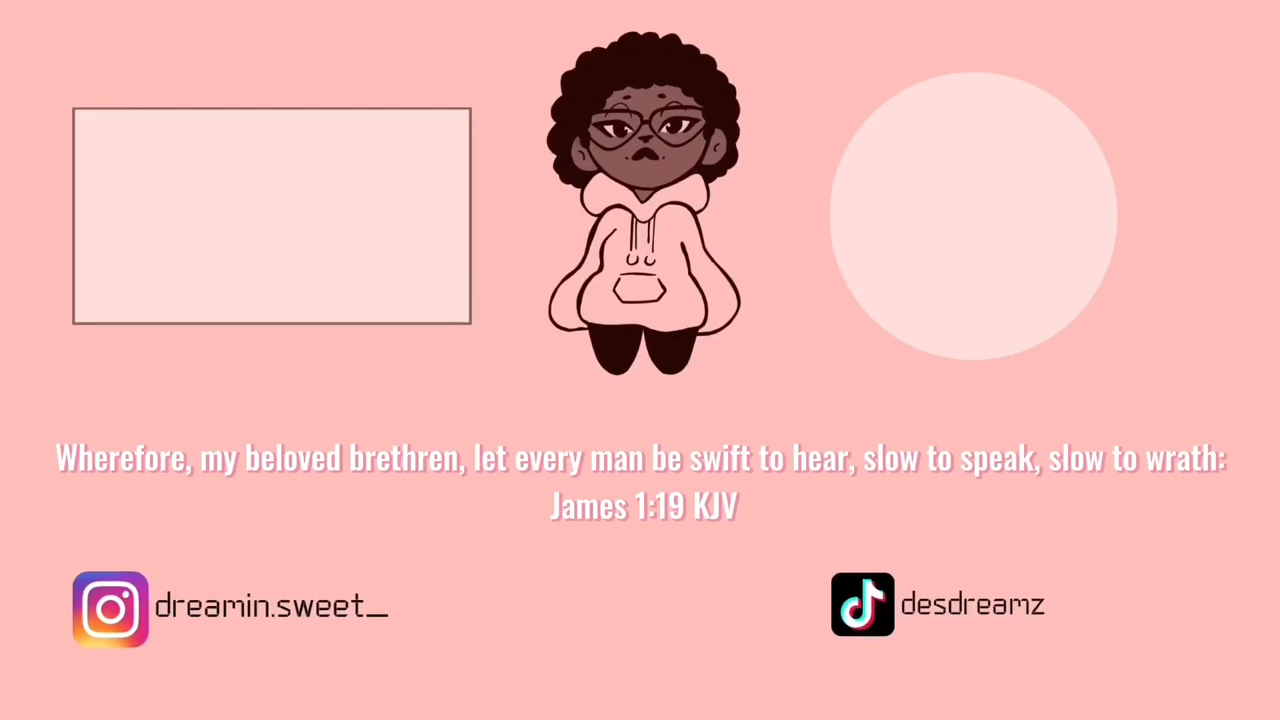 Wherefore, my beloved brethren, let every man be swift to hear, slow to speak, slow to wrath:
James 1:19 KJV
dreamin.sweet_
desdreamz